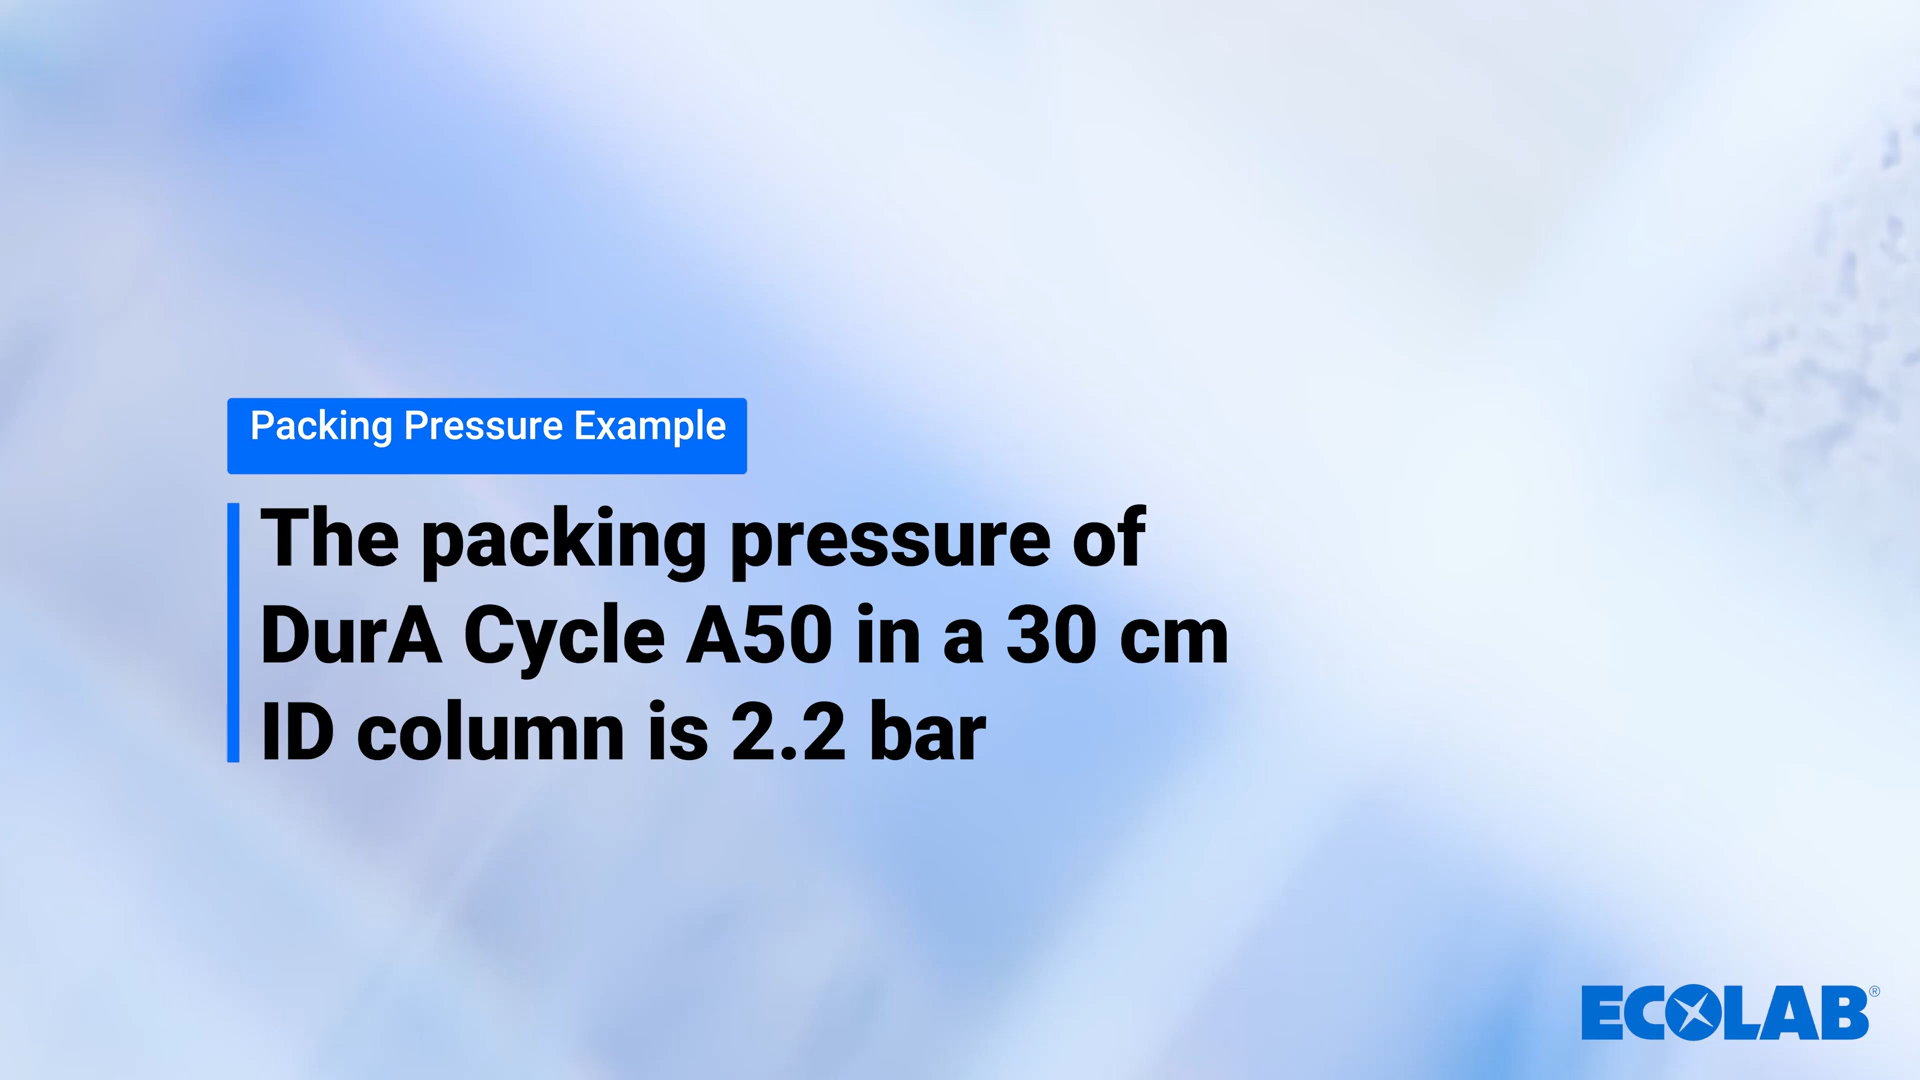 Packing Pressure Example
The packing pressure of
DurA Cycle A50 in a 30 cm
ID column is 2.2 bar
ECOLAB®